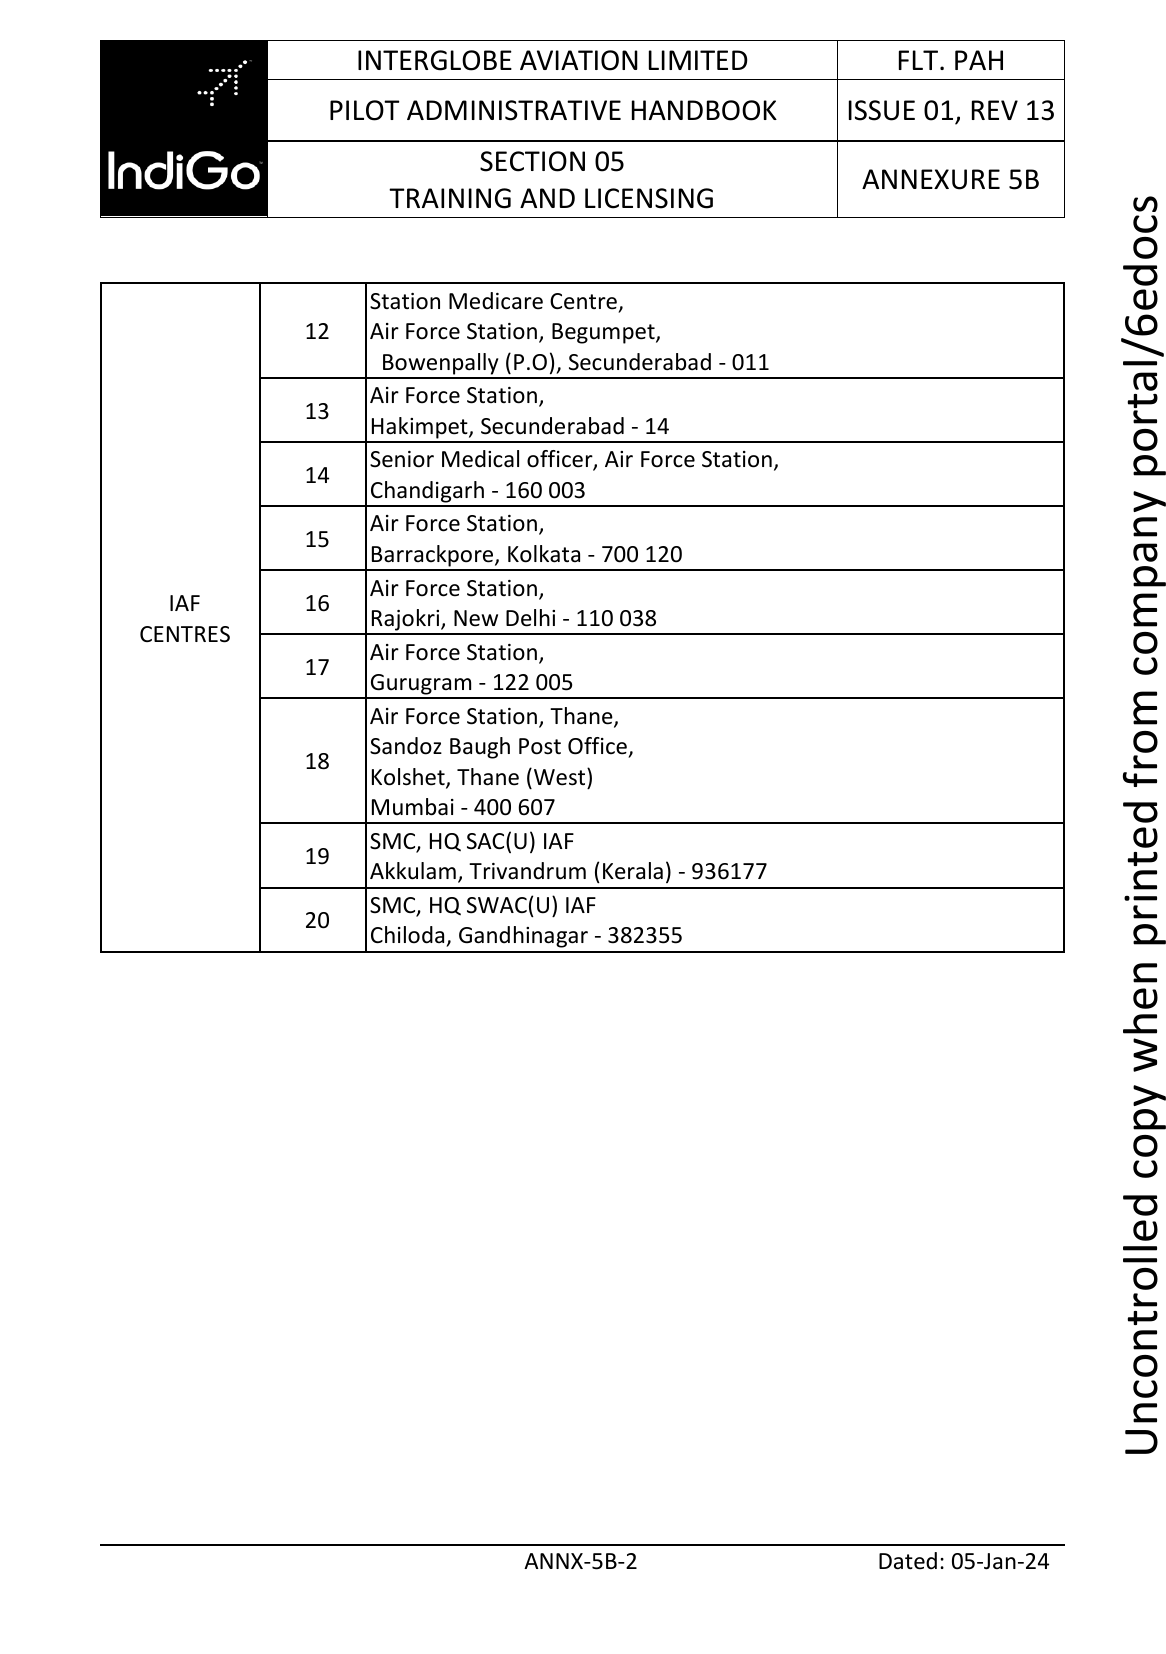 INTERGLOBE AVIATION LIMITED
FLT. PAH
PILOT ADMINISTRATIVE HANDBOOK
ISSUE 01, REV 13
IndiGo
SECTION 05
TRAINING AND LICENSING
ANNEXURE 5B
IAF
CENTRES
12
Station Medicare Centre,
Air Force Station, Begumpet,
Bowenpally (P.O), Secunderabad - 011
13
Air Force Station,
Hakimpet, Secunderabad - 14
14
Senior Medical officer, Air Force Station,
Chandigarh - 160 003
15
Air Force Station,
Barrackpore, Kolkata - 700 120
16
Air Force Station,
Rajokri, New Delhi - 110 038
17
Air Force Station,
Gurugram - 122 005
18
Air Force Station, Thane,
Sandoz Baugh Post Office,
Kolshet, Thane (West)
Mumbai - 400 607
19
SMC, HQ SAC(U) IAF
Akkulam, Trivandrum (Kerala) - 936177
20
SMC, HQ SWAC(U) IAF
Chiloda, Gandhinagar - 382355
Uncontrolled copy when printed from company portal/6edocs
ANNX-5B-2
Dated: 05-Jan-24